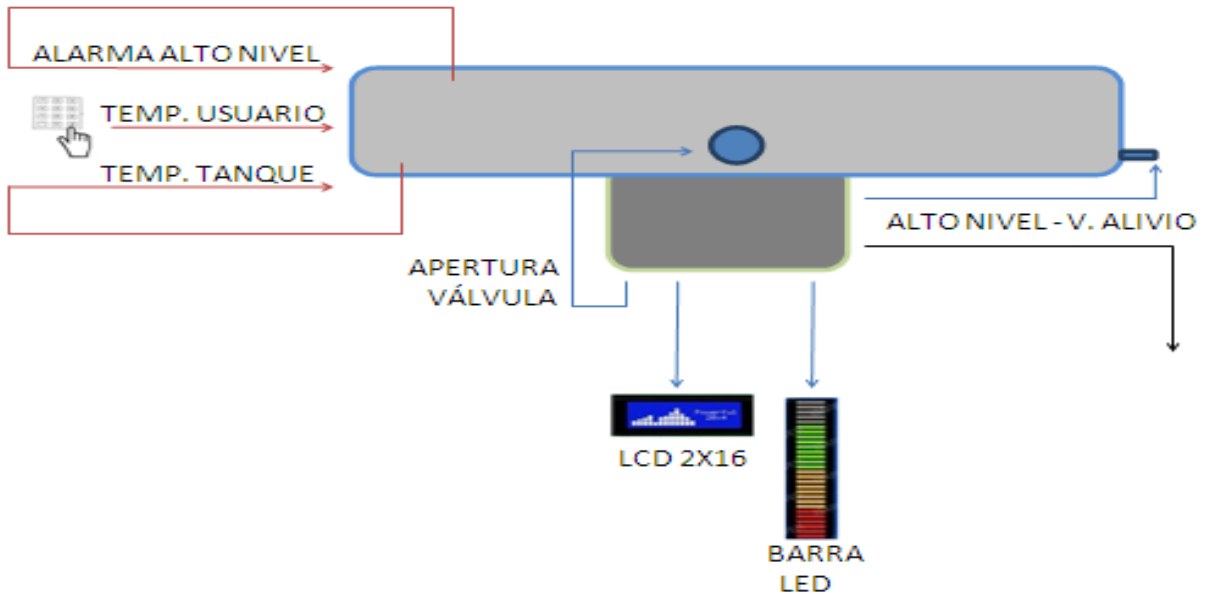 ALARMA ALTO NIVEL
TEMP. USUARIO
TEMP. TANQUE
ALTO NIVEL - V. ALIVIO
APERTURA
VÁLVULA
LCD 2X16
BARRA
LED